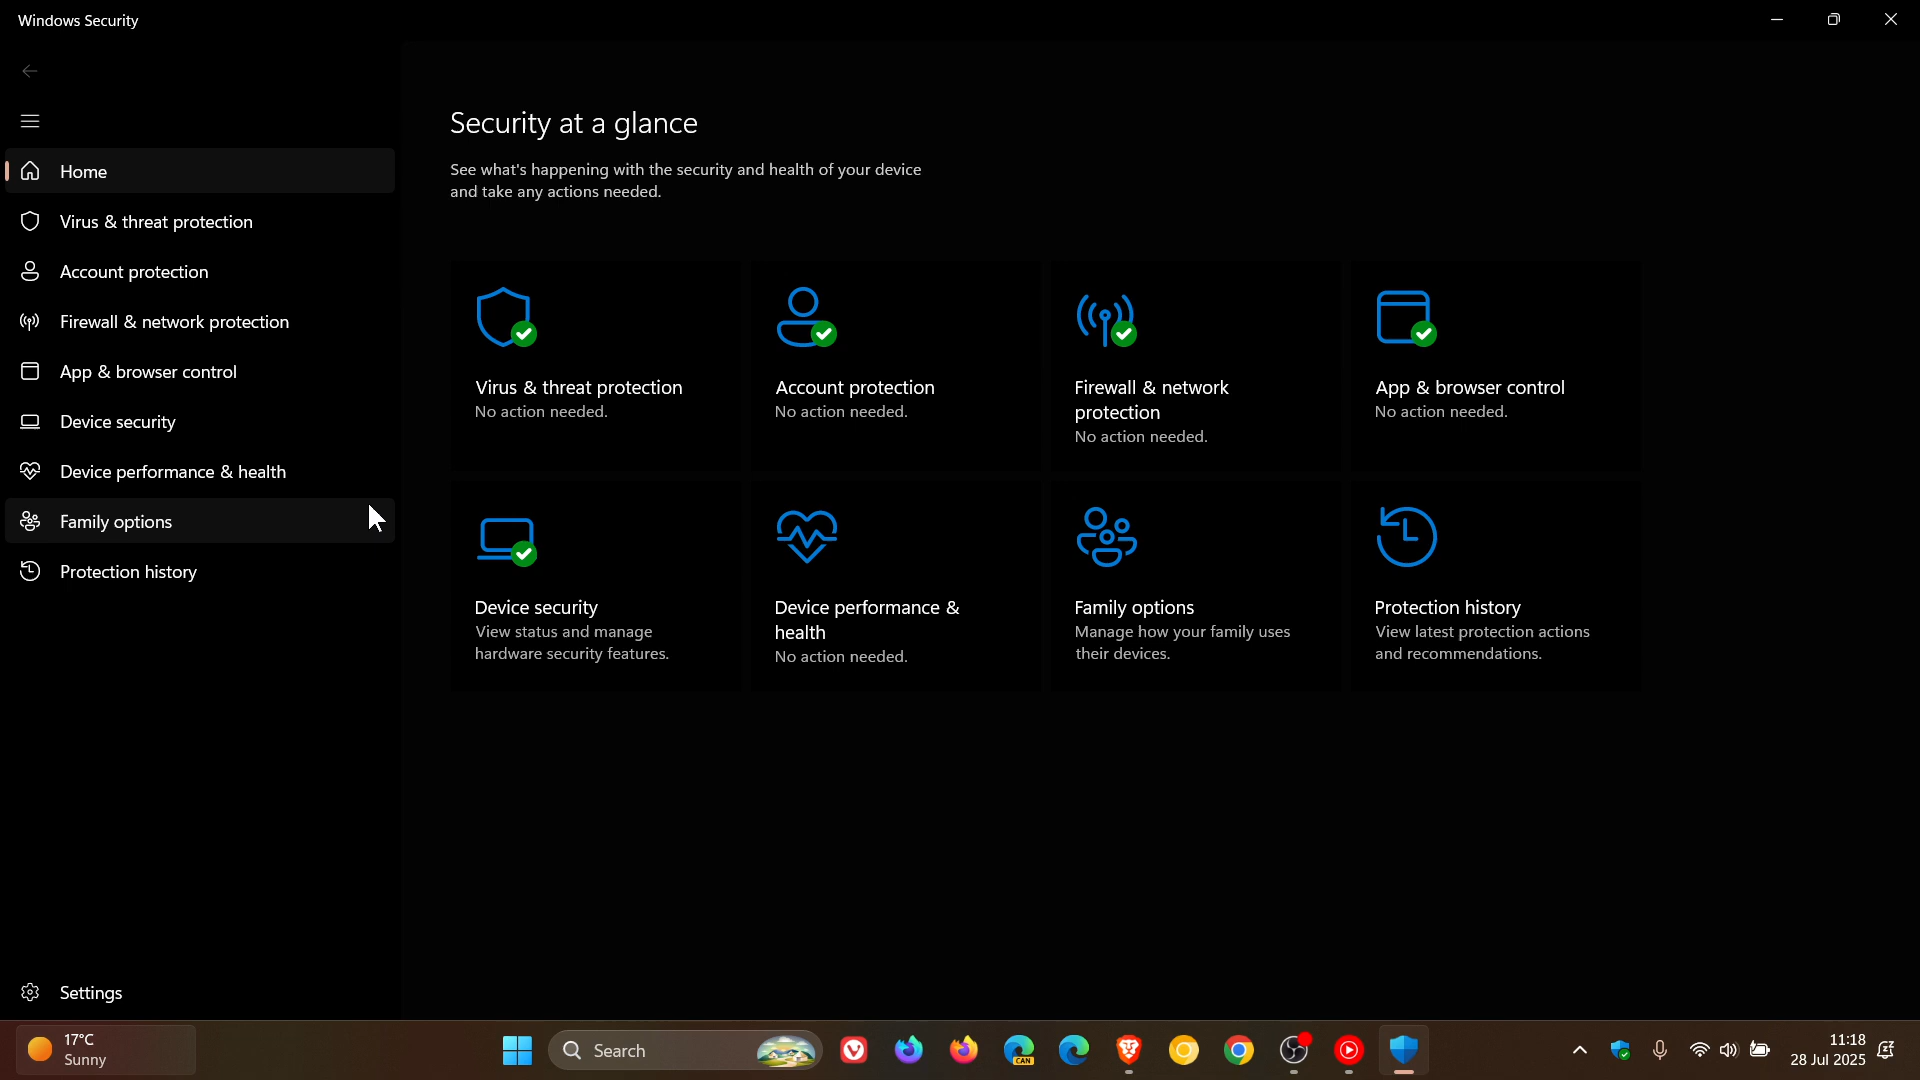 Windows Security
Home
Virus & threat protection
Account protection
Firewall & network protection
App & browser control
Device security
Device performance & health
Family options
Protection history
Settings
Security at a glance
See what's happening with the security and health of your device
and take any actions needed.
Virus & threat protection
No action needed.
Account protection
No action needed.
Firewall & network
protection
No action needed.
App & browser control
No action needed.
Device security
View status and manage
hardware security features.
Device performance &
health
No action needed.
Family options
Manage how your family uses
their devices.
Protection history
View latest protection actions
and recommendations.
17°C
Sunny
Search
CAN
11:18
28 Jul 2025